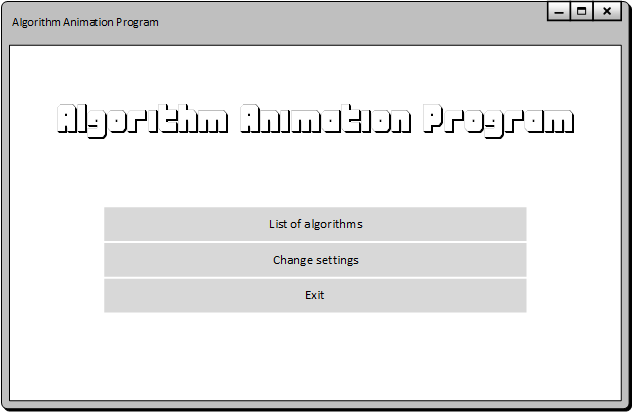 Algorithm Animation Program
Algorithm Animation Program
List of algorithms
Change settings
Exit